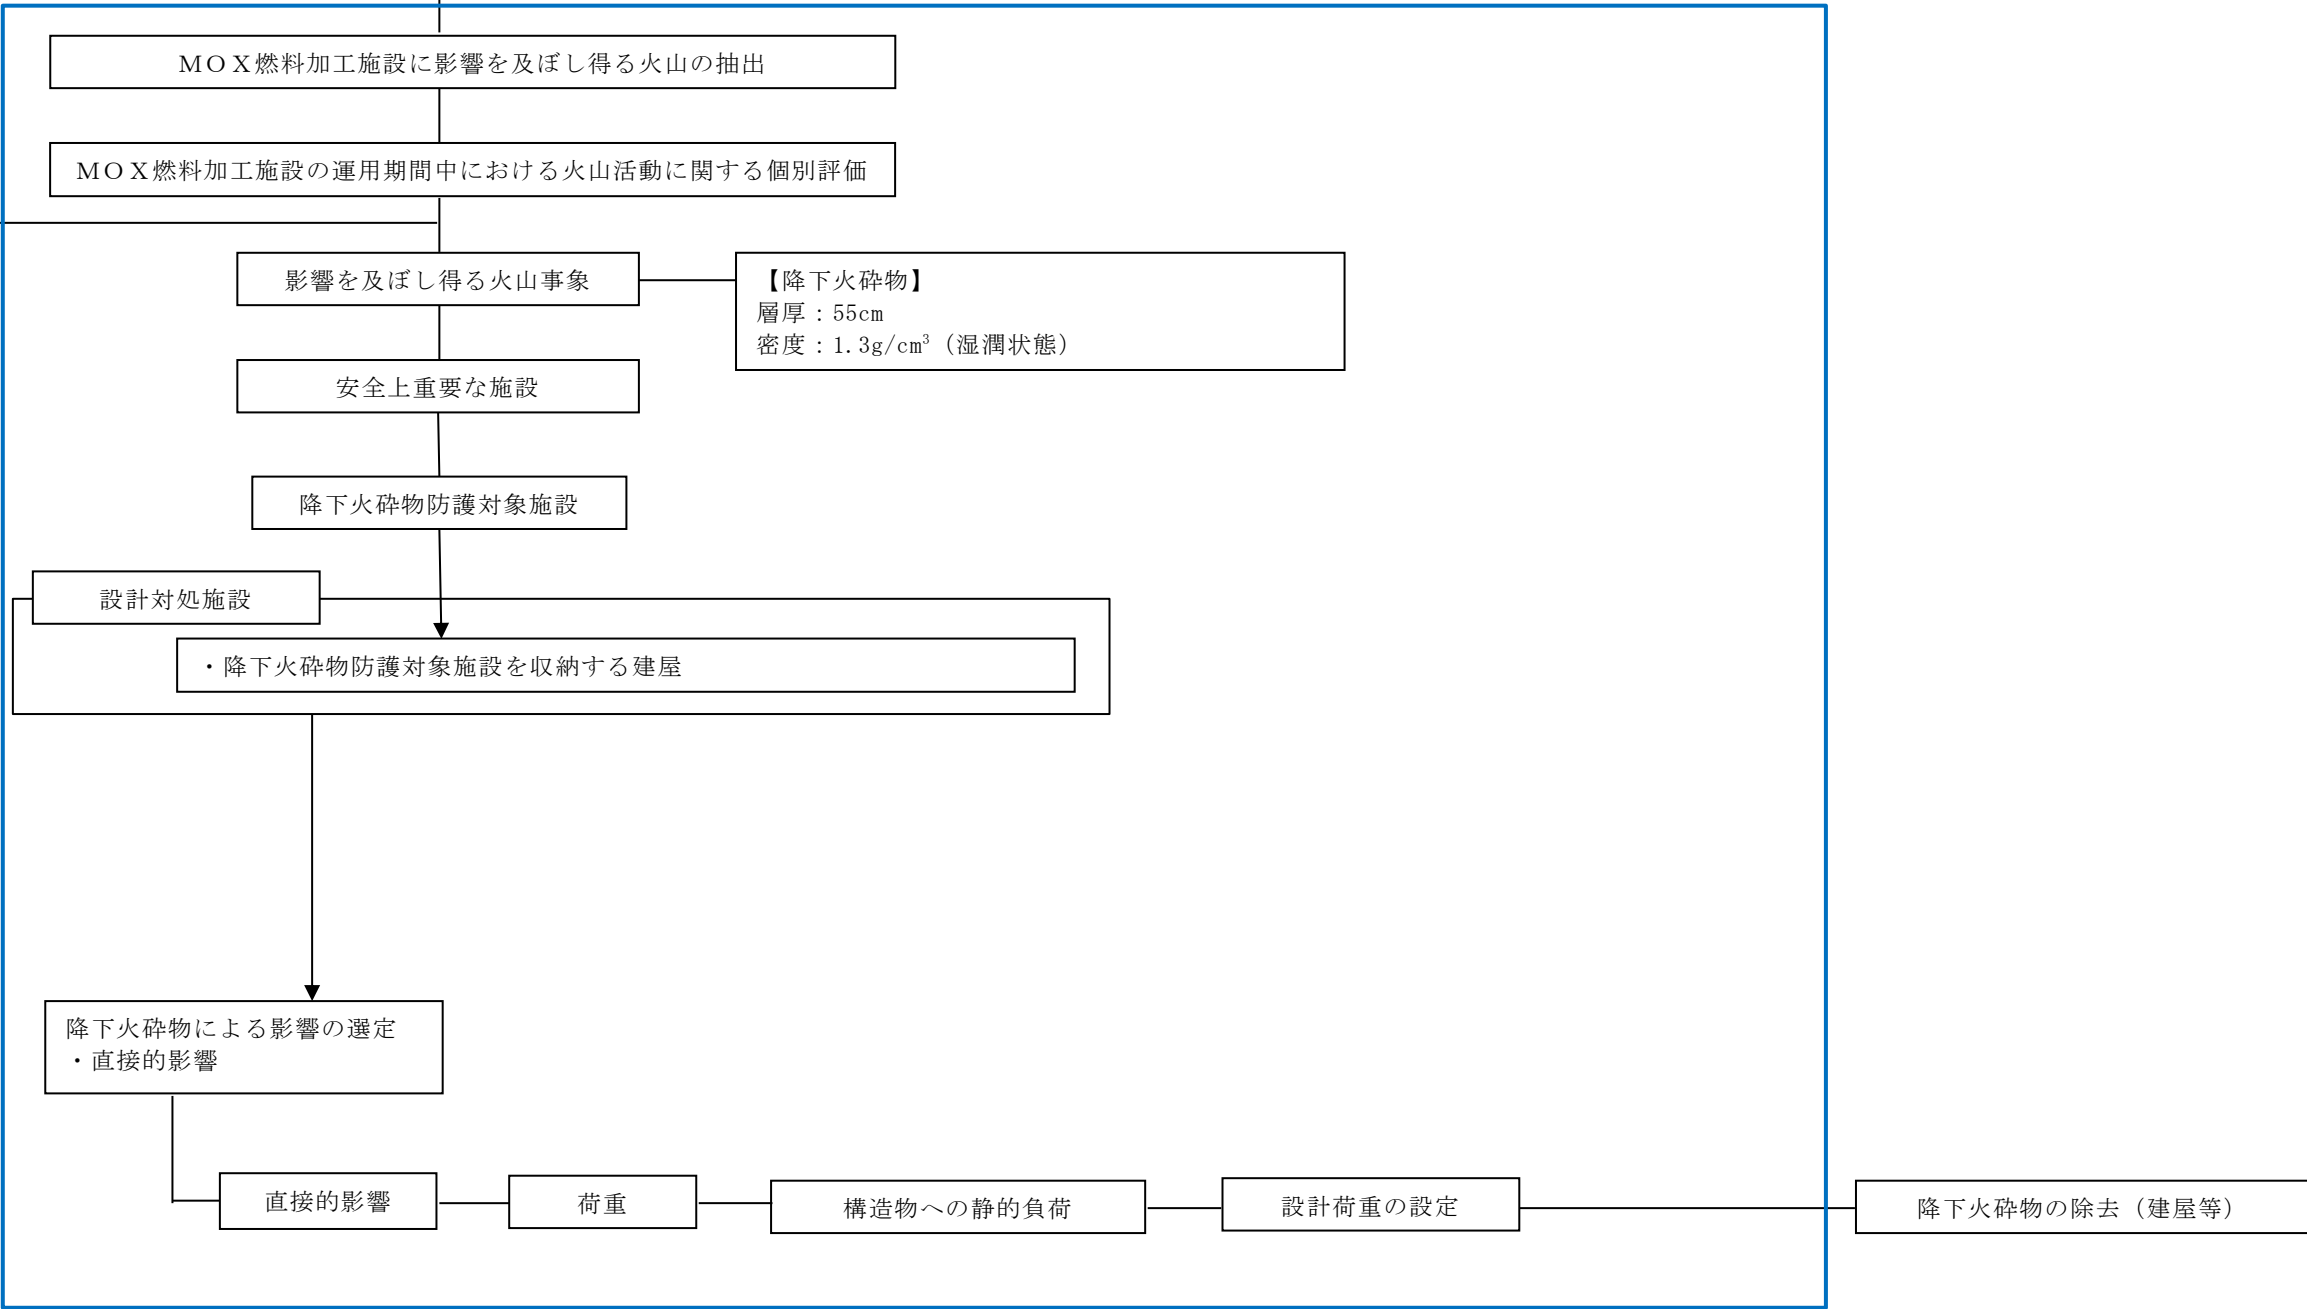 ＭＯＸ燃料加工施設に影響を及ぼし得る火山の抽出
ＭＯＸ燃料加工施設の運用期間中における火山活動に関する個別評価
影響を及ぼし得る火山事象
【降下火砕物】
層厚：55cm
密度：1.3g/cm³（湿潤状態）
安全上重要な施設
降下火砕物防護対象施設
設計対処施設
・降下火砕物防護対象施設を収納する建屋
降下火砕物による影響の選定
・直接的影響
直接的影響
荷重
構造物への静的負荷
設計荷重の設定
降下火砕物の除去（建屋等）